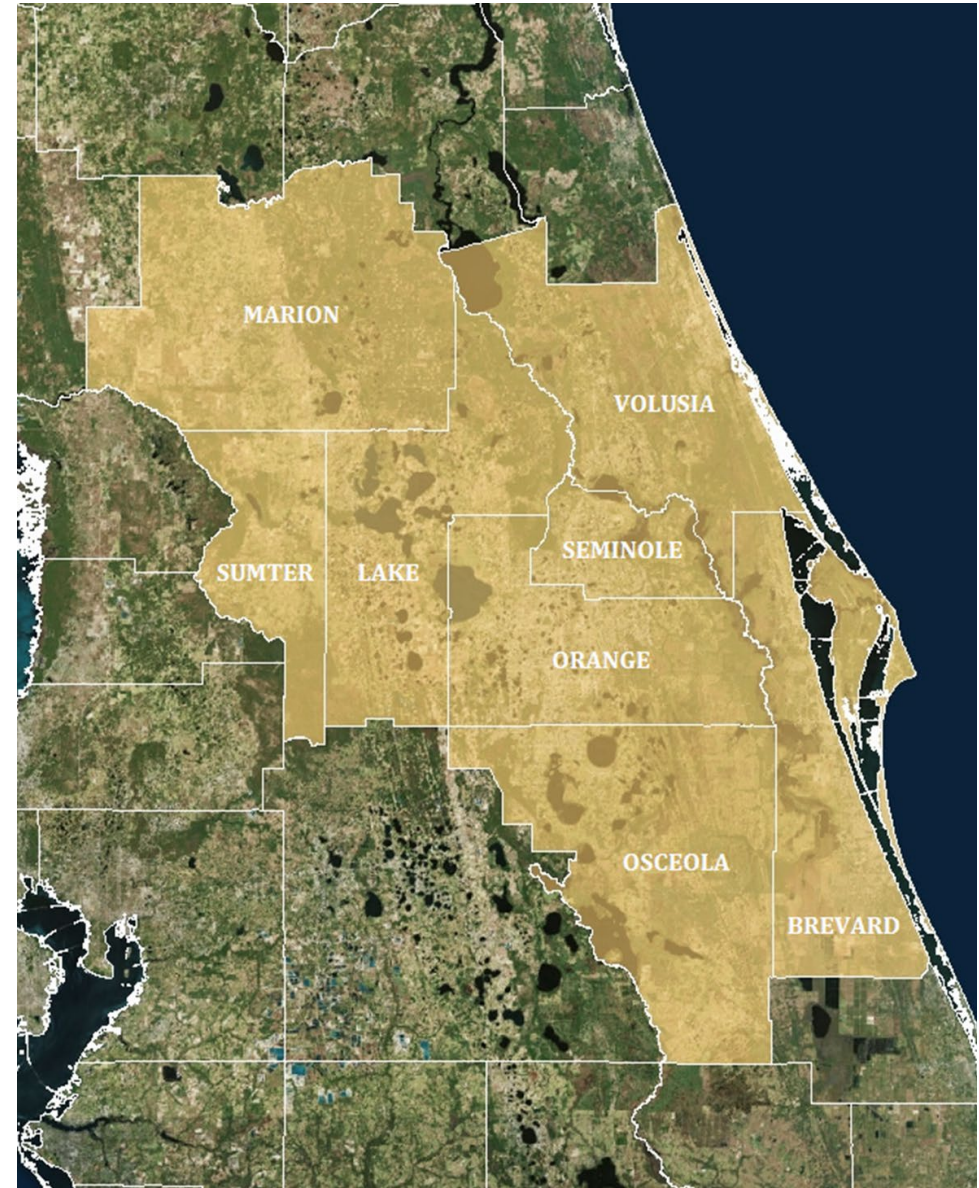 MARION
VOLUSIA
SEMINOLE
SUMTER
LAKE
ORANGE
OSCEOLA
BREVARD